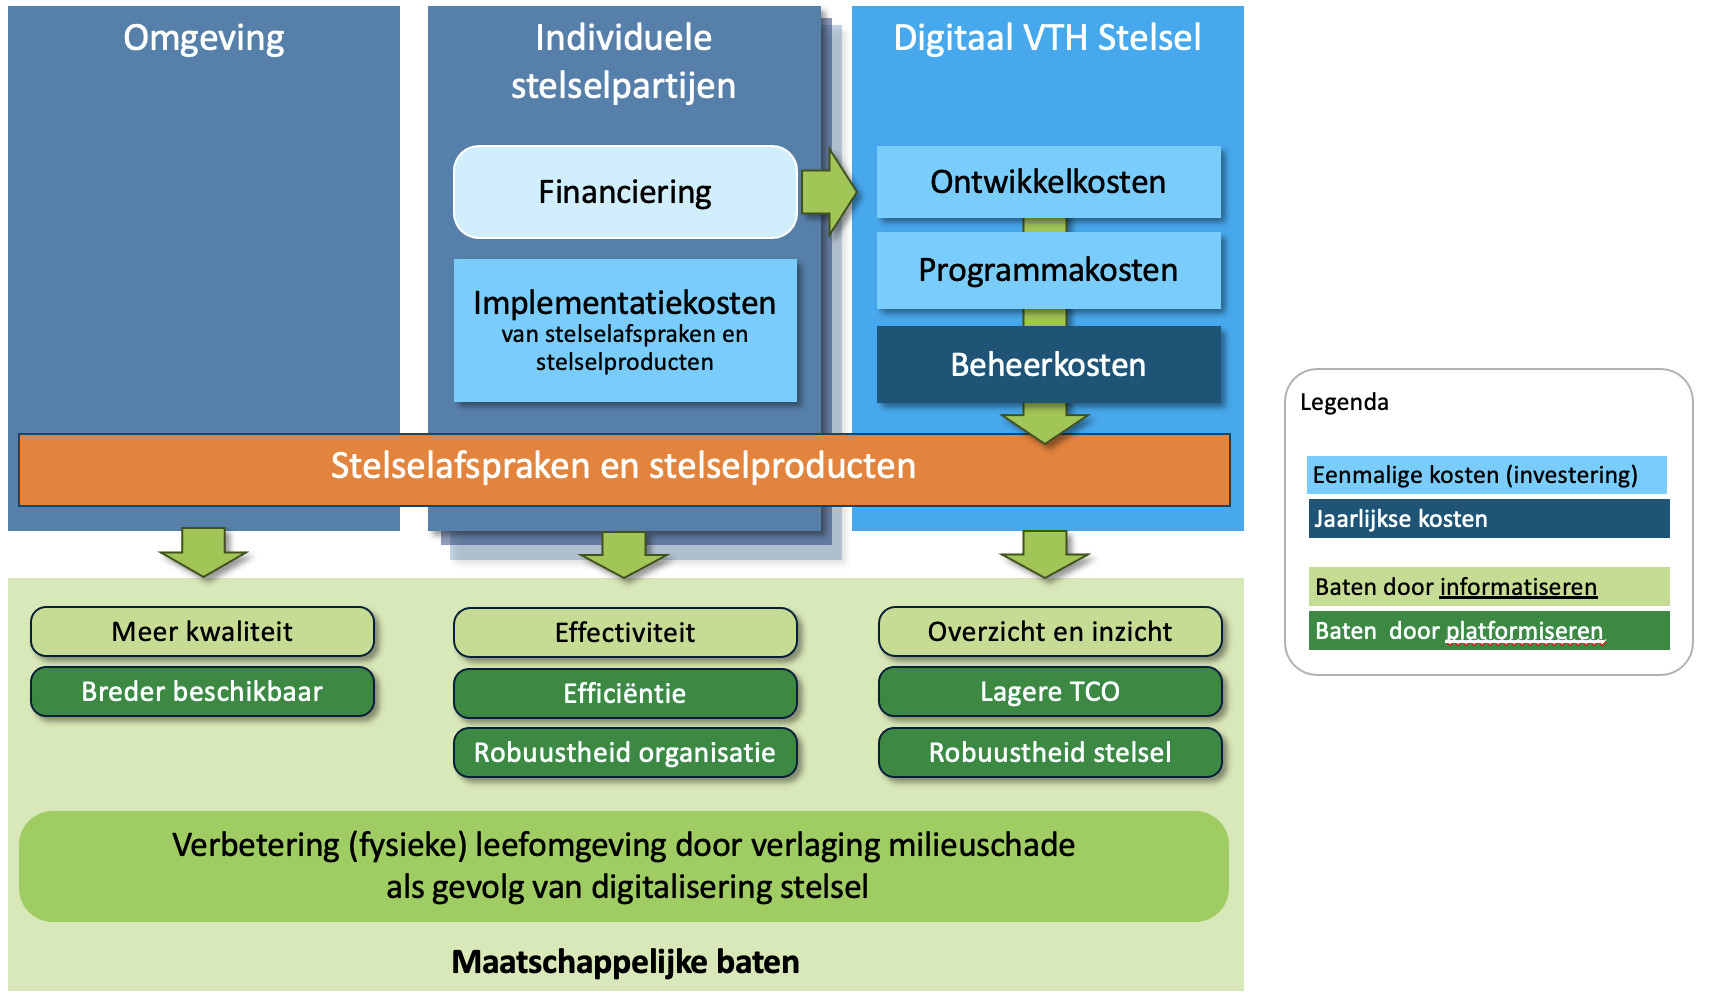 Omgeving
Individuele
stelselpartijen
Digitaal VTH Stelsel
Financiering
Implementatiekosten
van stelselafspraken en
stelselproducten
Ontwikkelkosten
Programmakosten
Beheerkosten
Stelselafspraken en stelselproducten
Meer kwaliteit
Breder beschikbaar
Effectiviteit
Efficiëntie
Robuustheid organisatie
Overzicht en inzicht
Lagere TCO
Robuustheid stelsel
Verbetering (fysieke) leefomgeving door verlaging milieuschade
als gevolg van digitalisering stelsel
Maatschappelijke baten
Legenda
Eenmalige kosten (investering)
Jaarlijkse kosten
Baten door informatiseren
Baten door platformiseren